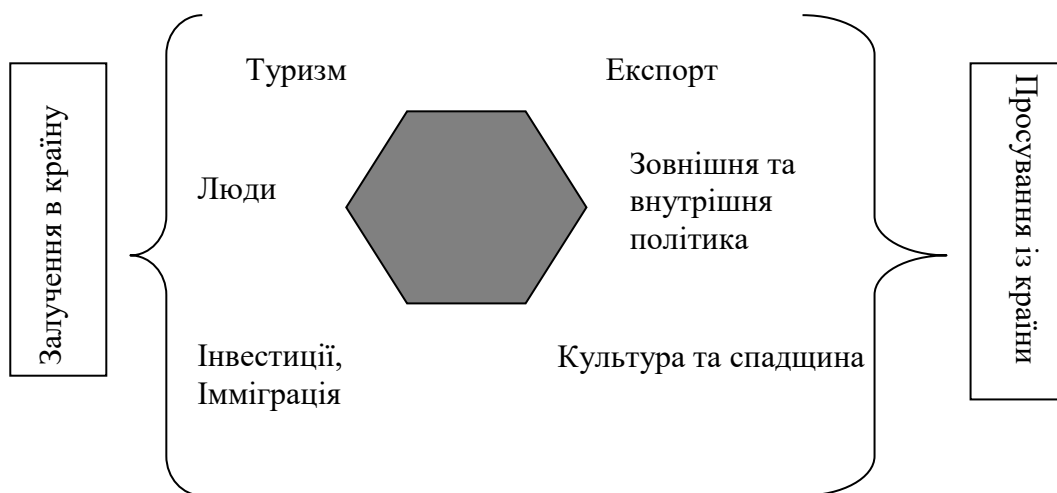 Залучення в країну
Туризм
Експорт
Люди
Зовнішня та
внутрішня
політика
Інвестиції,
Імміграція
Культура та спадщина
Просування із країни